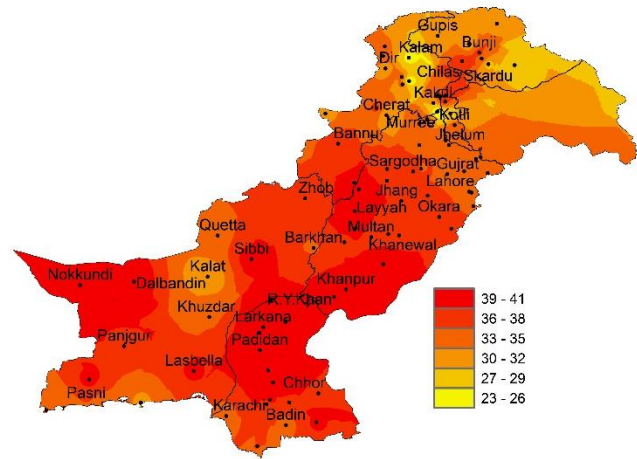 Gupis
Kalam
Bunji
Dir
Chilas
Skardu
Kakul
Cherat
Kotli
Murree
Bannu
Jhelum
Sargodha
Gujrat
Zhob
Jhang
Lahore
Layyah
Okara
Quetta
Multan
Barkhan
Sibbi
Khanewal
Kalat
Nokkundi
Dalbandin
Khanpur
R.Y.Khan
Khuzdar
Larkana
Panjgur
Padidan
Lasbella
Chhor
Pasni
Karachi
Badin
39 - 41
36 - 38
33 - 35
30 - 32
27 - 29
23 - 26